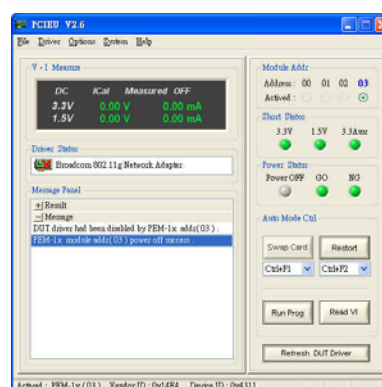 PCIEU V2.6
File Driver Options System Help
V - I Measure
DC ICal Measured OFF
3.3V 0.00 V 0.00 mA
1.5V 0.00 V 0.00 mA
Driver Status
Broadcom 802.11g Network Adapter
Message Panel
Result
Message
DUT driver had been disabled by PEM-1x addr(03) .
PEM-1x module addr(03) power off success .
Module Addr
Address : 00 01 02 03
Actived :
Short Status
3.3V 1.5V 3.3Aux
Power Status
Power OFF GO NG
Auto Mode Ctrl
Swap Card Restort
Ctrl+F1 Ctrl+F2
Run Prog Read VI
Retresh DUT Driver
Actived : PEM-1x (03) Vendor ID : 0x14E4 Device ID : 0x4311